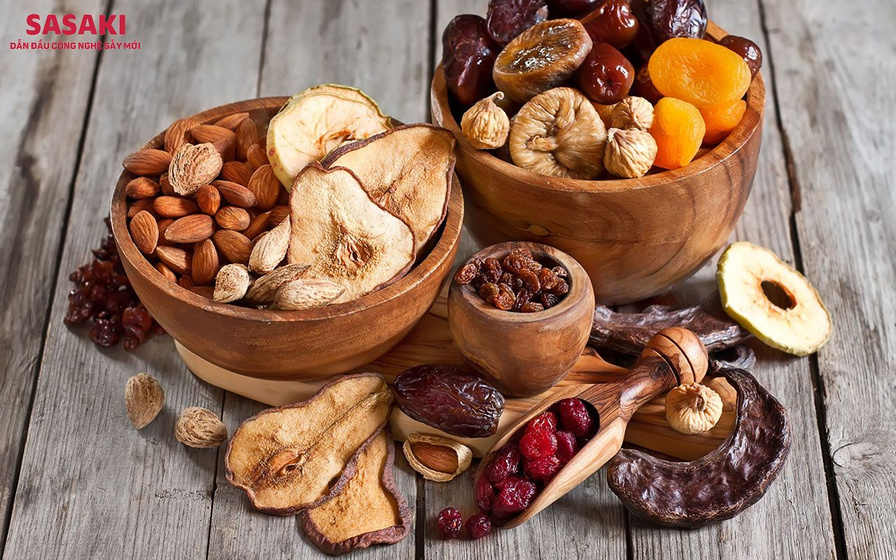 SASAKI
DẪN ĐẦU CÔNG NGHỆ SẤY MỚI